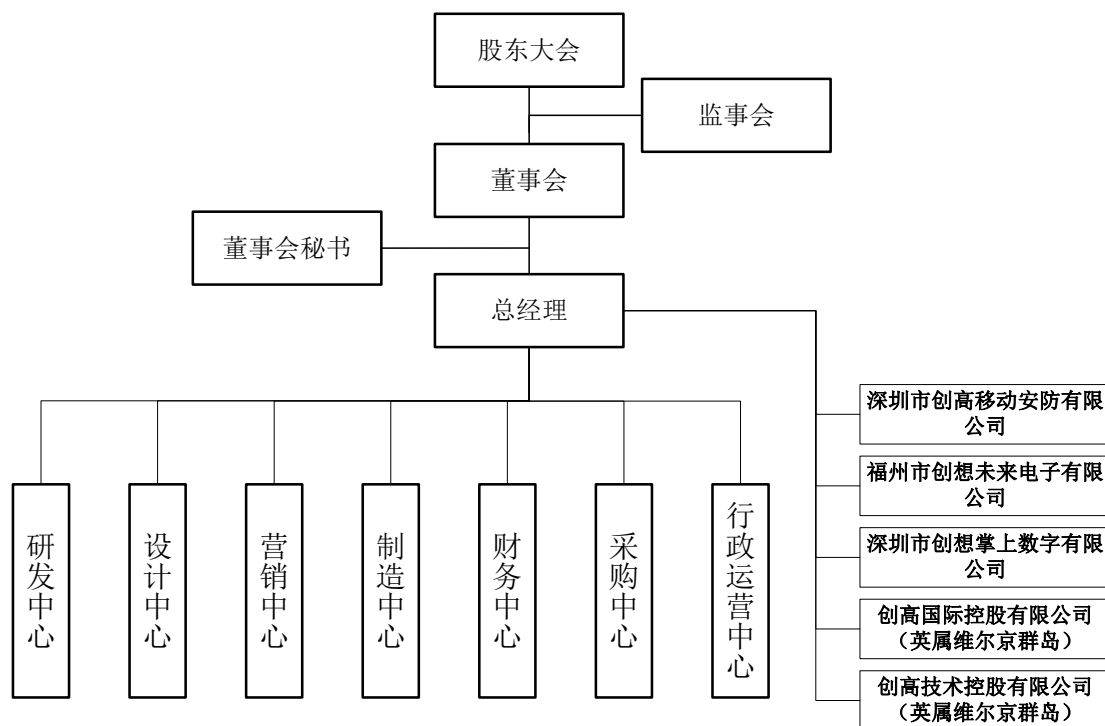 股东大会
监事会
董事会
董事会秘书
总经理
深圳市创高移动安防有限
公司
福州市创想未来电子有限
公司
深圳市创想掌上数字有限
公司
创高国际控股有限公司
（英属维尔京群岛）
创高技术控股有限公司
（英属维尔京群岛）
研发中心
设计中心
营销中心
制造中心
财务中心
采购中心
行政运营中心